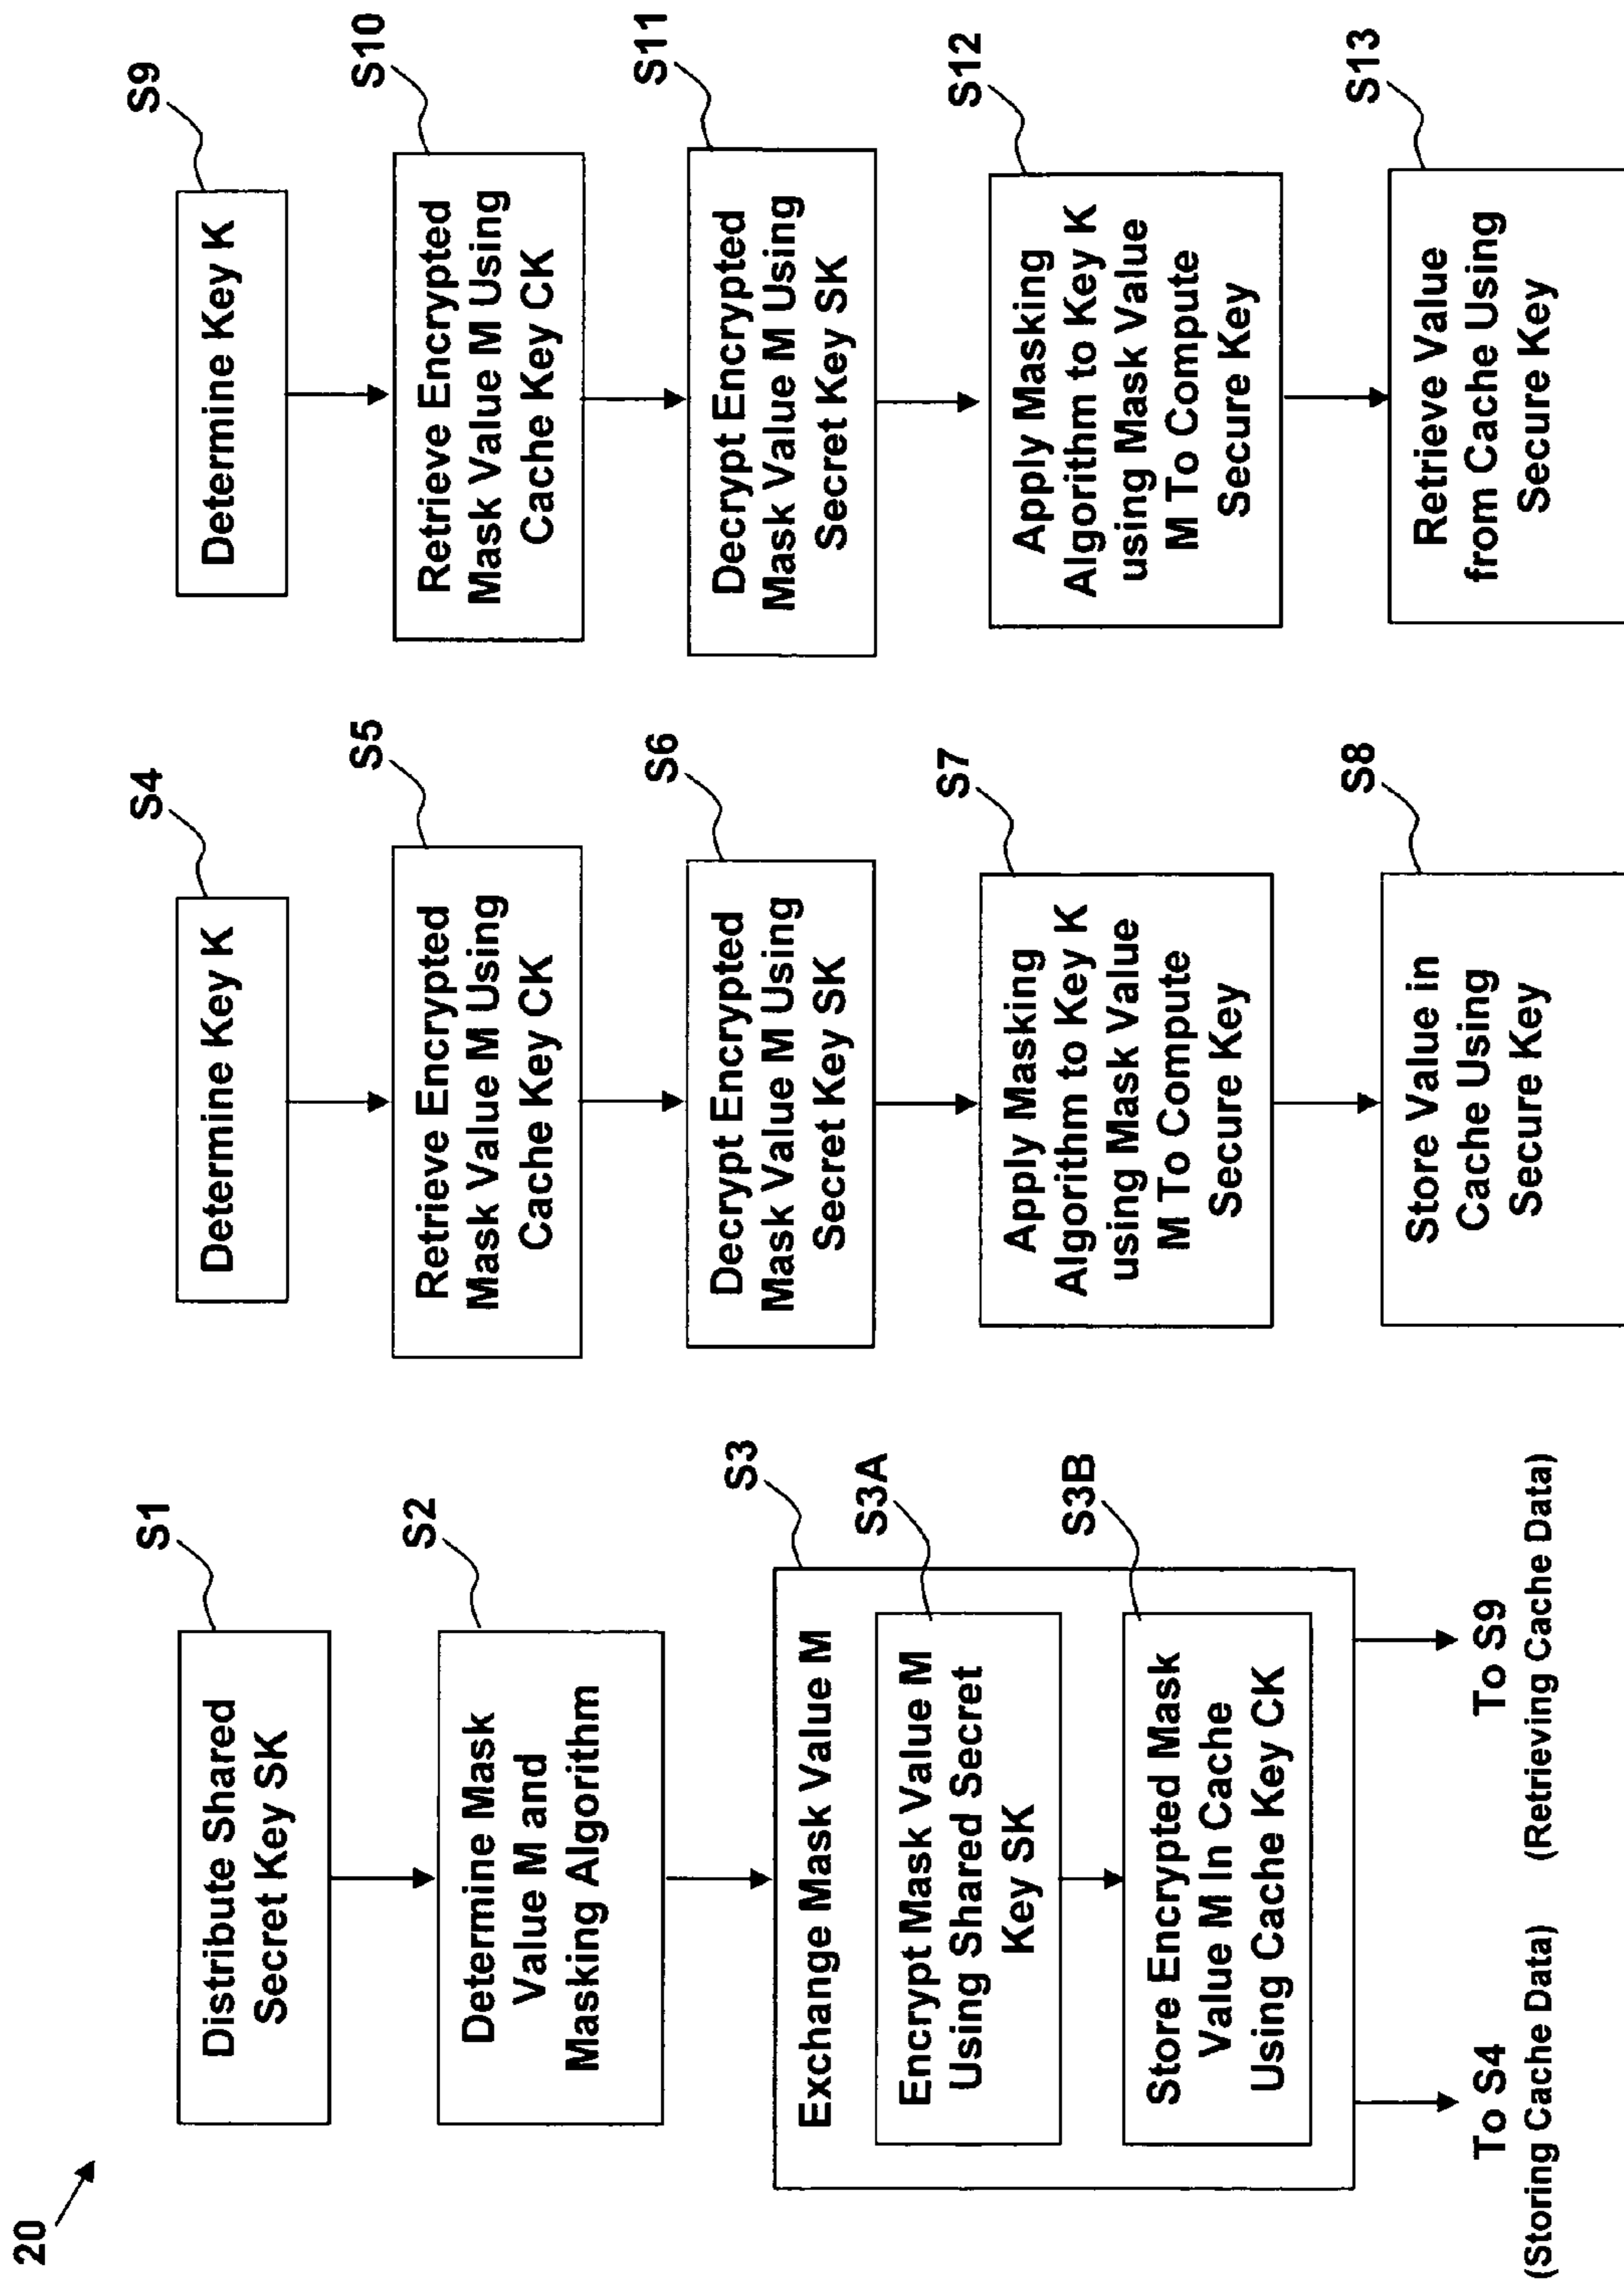 20
S1
Distribute Shared
Secret Key SK
S2
Determine Mask
Value M and
Masking Algorithm
S3
Exchange Mask Value M
S3A
Encrypt Mask Value M
Using Shared Secret
Key SK
S3B
Store Encrypted Mask
Value M In Cache
Using Cache Key CK
To S4
(Storing Cache Data)
To S9
(Retrieving Cache Data)
S4
Determine Key K
S5
Retrieve Encrypted
Mask Value M Using
Cache Key CK
S6
Decrypt Encrypted
Mask Value M Using
Secret Key SK
S7
Apply Masking
Algorithm to Key K
using Mask Value
M To Compute
Secure Key
S8
Store Value in
Cache Using
Secure Key
S9
Determine Key K
S10
Retrieve Encrypted
Mask Value M Using
Cache Key CK
S11
Decrypt Encrypted
Mask Value M Using
Secret Key SK
S12
Apply Masking
Algorithm to Key K
using Mask Value
M To Compute
Secure Key
S13
Retrieve Value
from Cache Using
Secure Key